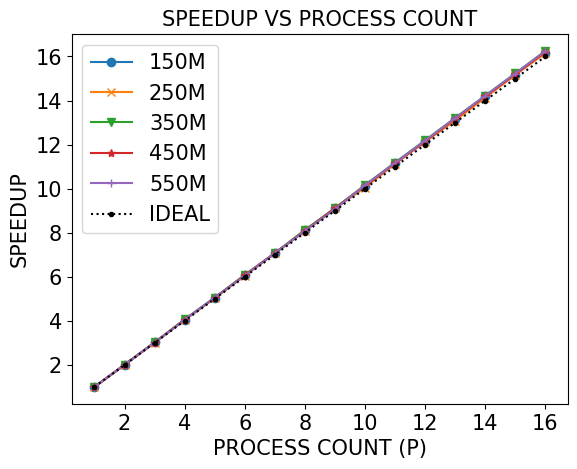 SPEEDUP VS PROCESS COUNT
150M
250M
350M
450M
550M
IDEAL
SPEEDUP
16
14
12
10
8
6
4
2
2 4 6 8 10 12 14 16
PROCESS COUNT (P)